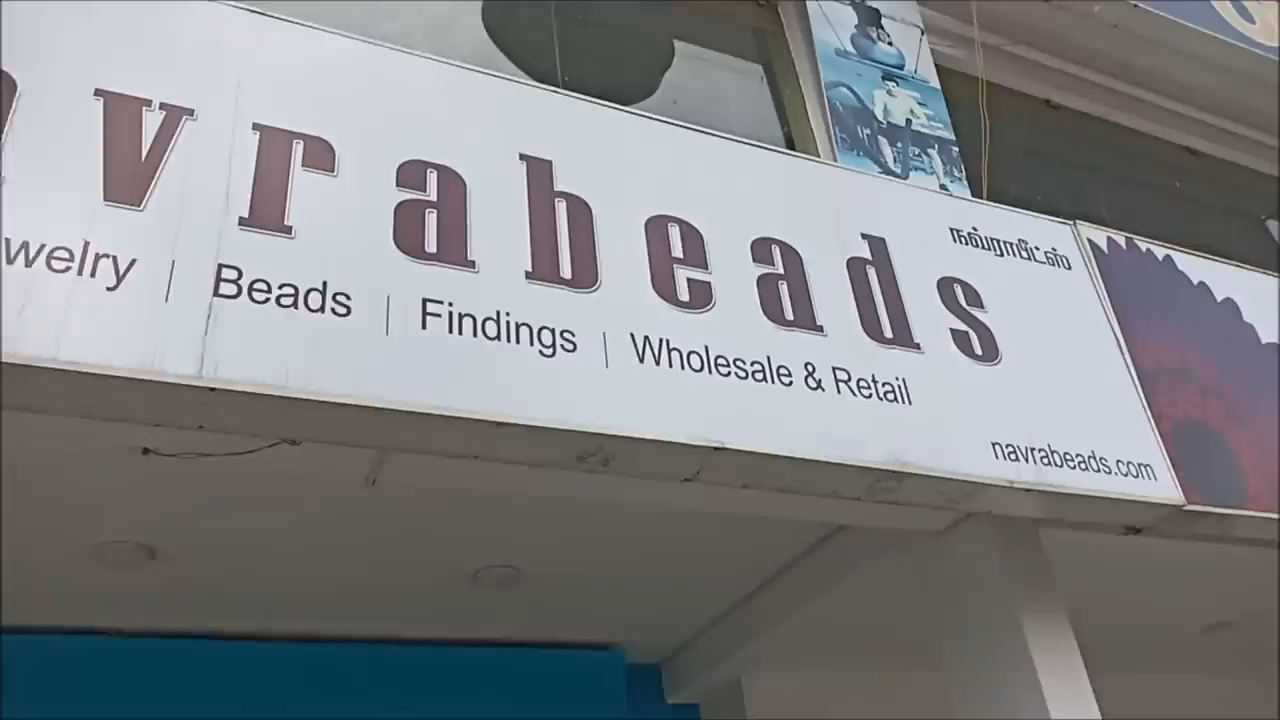 avrabeads
நவ்ராபீட்ஸ்
welry | Beads | Findings | Wholesale & Retail
navrabeads.com